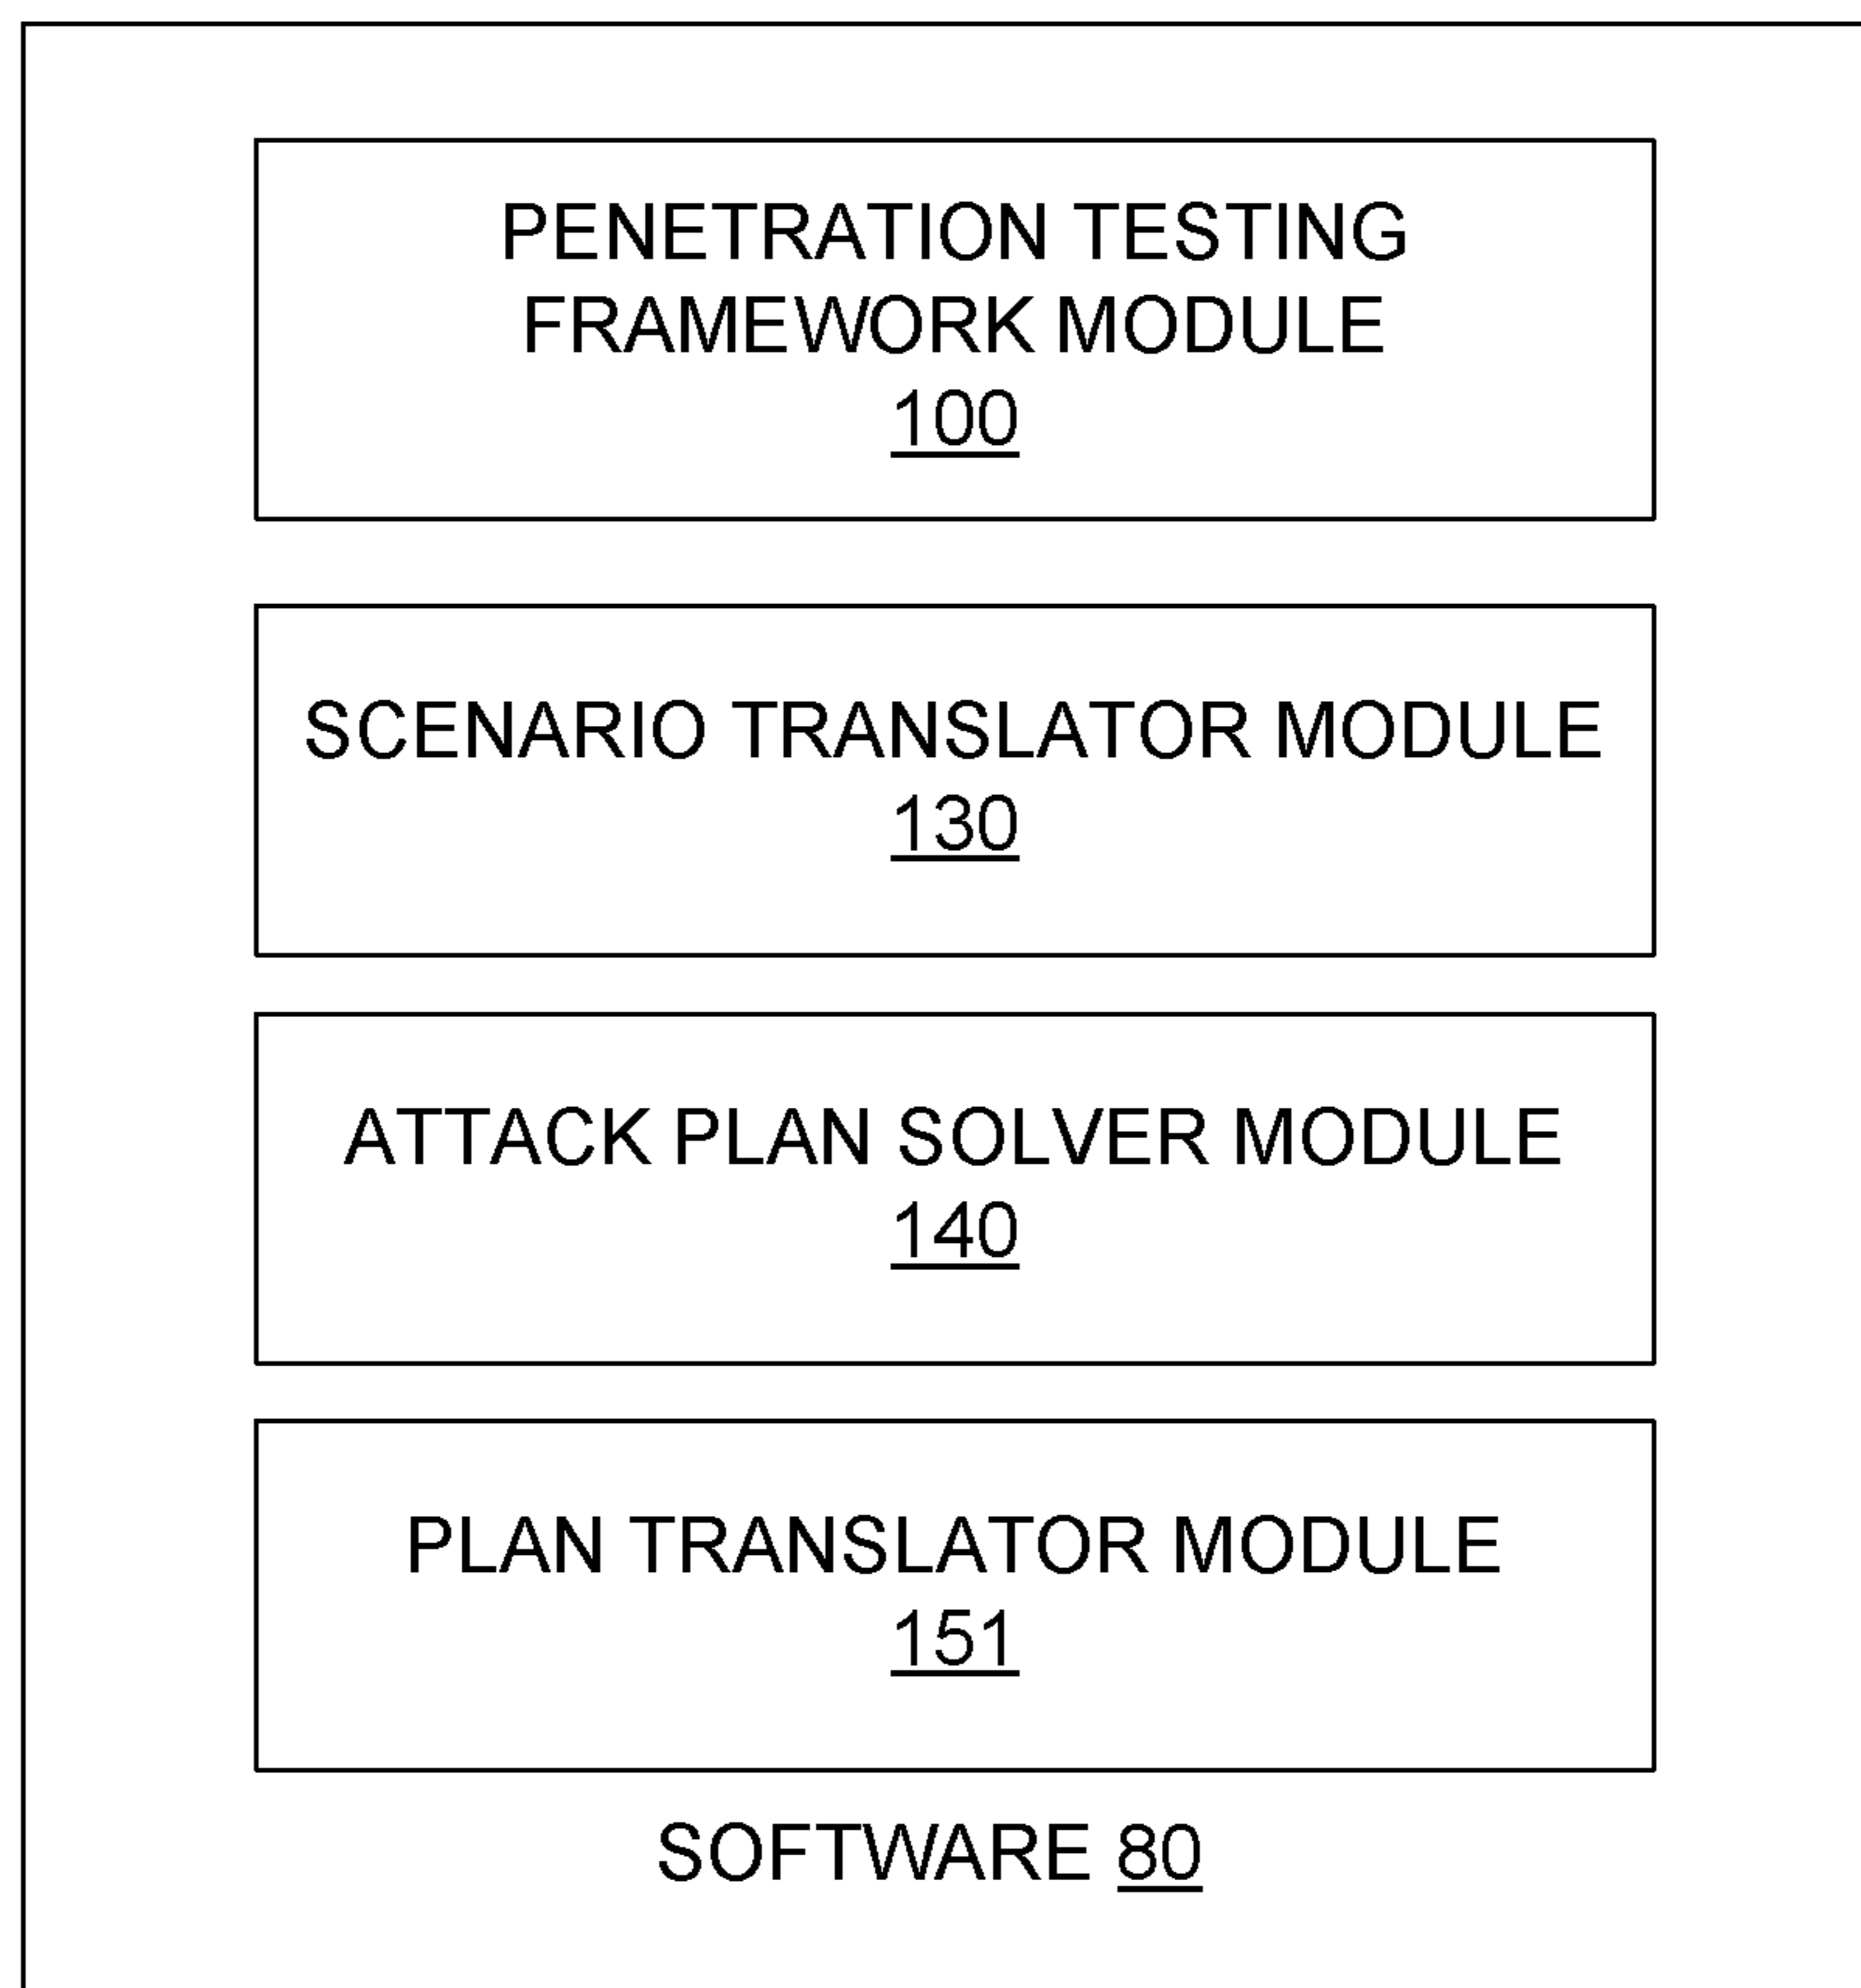 PENETRATION TESTING
FRAMEWORK MODULE
100
SCENARIO TRANSLATOR MODULE
130
ATTACK PLAN SOLVER MODULE
140
PLAN TRANSLATOR MODULE
151
SOFTWARE 80